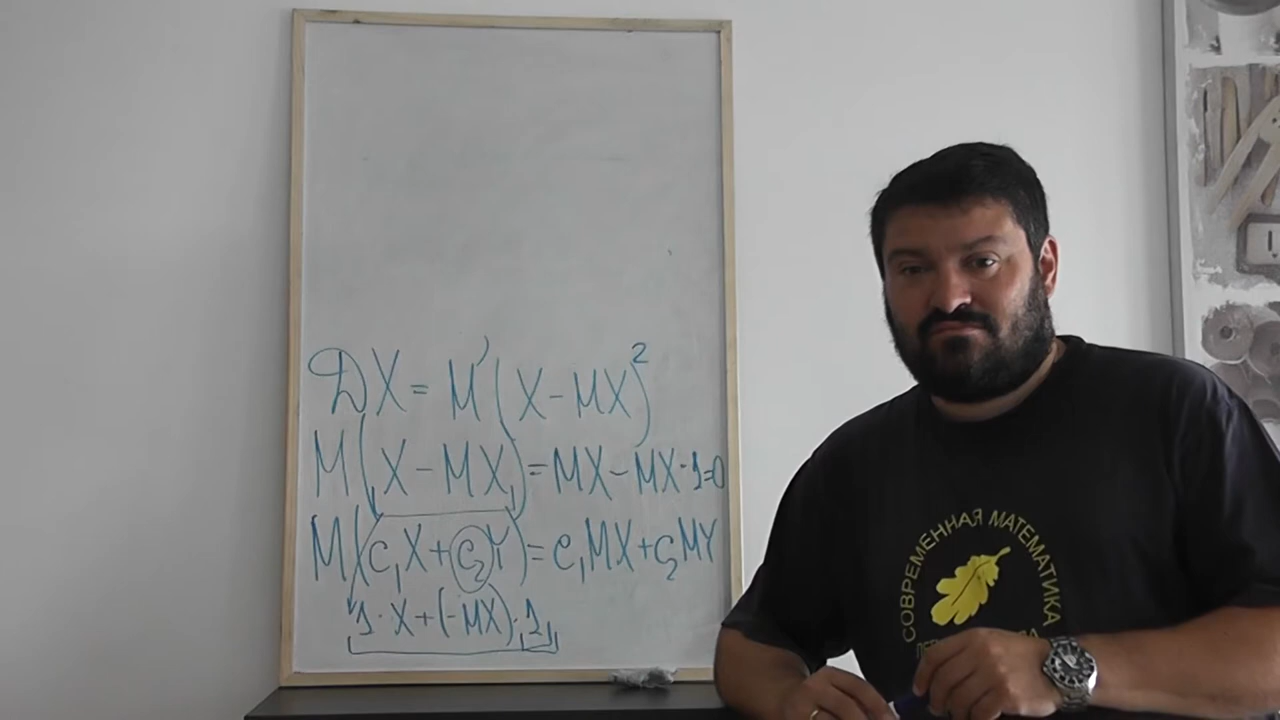 DX = M(X - MX)²
M(X - MX) = MX - MX·1=0
M(c₁X + c₂Y) = c₁MX + c₂MY
1·X + (-MX)·1
СОВРЕМЕННАЯ МАТЕМАТИКА